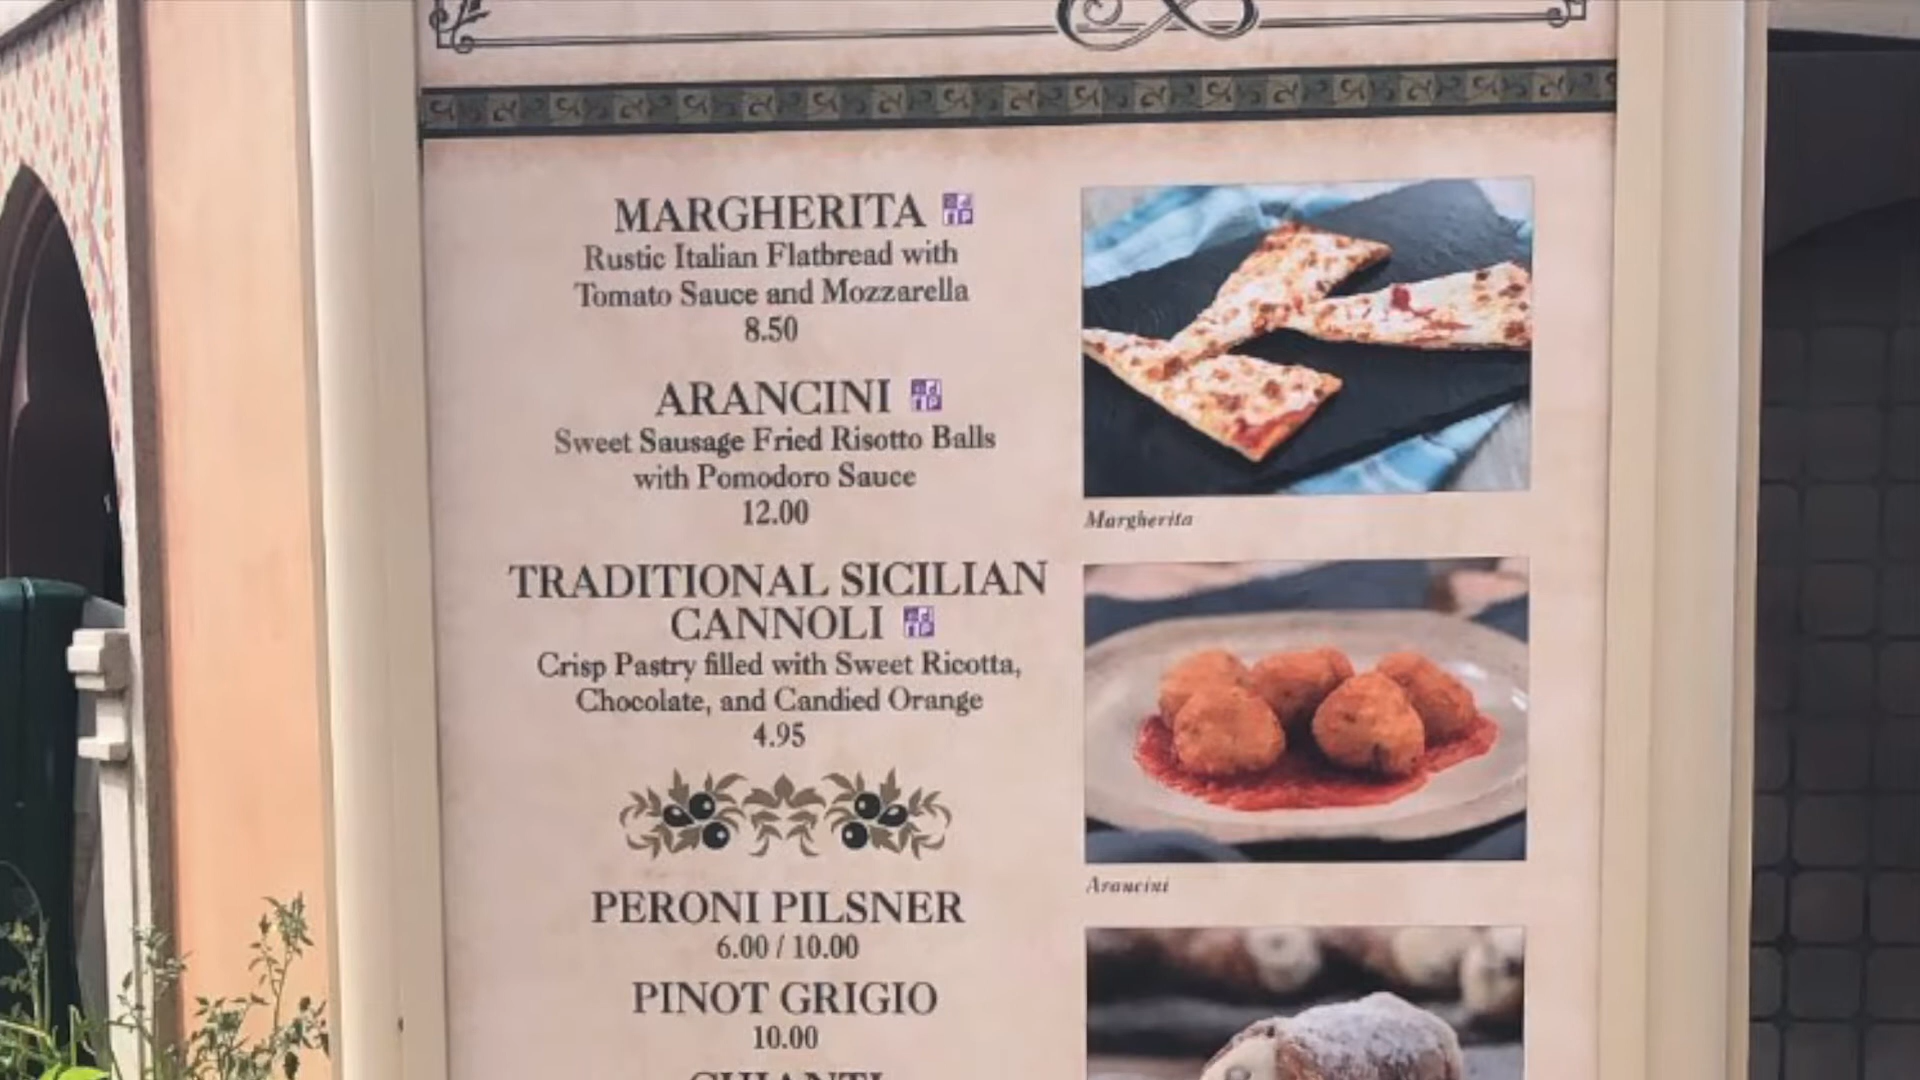 MARGHERITA
Rustic Italian Flatbread with
Tomato Sauce and Mozzarella
8.50
ARANCINI
Sweet Sausage Fried Risotto Balls
with Pomodoro Sauce
12.00
TRADITIONAL SICILIAN
CANNOLI
Crisp Pastry filled with Sweet Ricotta,
Chocolate, and Candied Orange
4.95
PERONI PILSNER
6.00 / 10.00
PINOT GRIGIO
10.00
CHIANTI
Margherita
Arancini